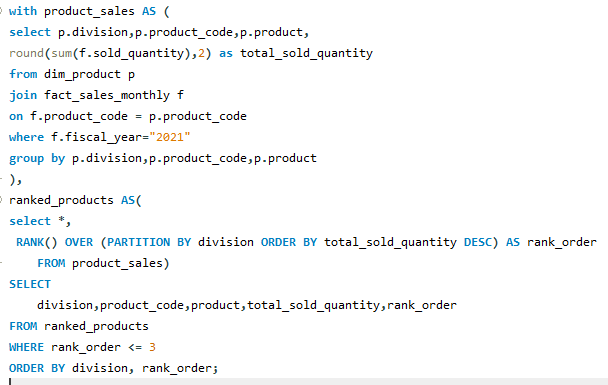 with product_sales AS (
select p.division,p.product_code,p.product,
round(sum(f.sold_quantity),2) as total_sold_quantity
from dim_product p
join fact_sales_monthly f
on f.product_code = p.product_code
where f.fiscal_year="2021"
group by p.division,p.product_code,p.product
),
ranked_products AS(
select *,
RANK() OVER (PARTITION BY division ORDER BY total_sold_quantity DESC) AS rank_order
FROM product_sales)
SELECT
division,product_code,product,total_sold_quantity,rank_order
FROM ranked_products
WHERE rank_order <= 3
ORDER BY division, rank_order;